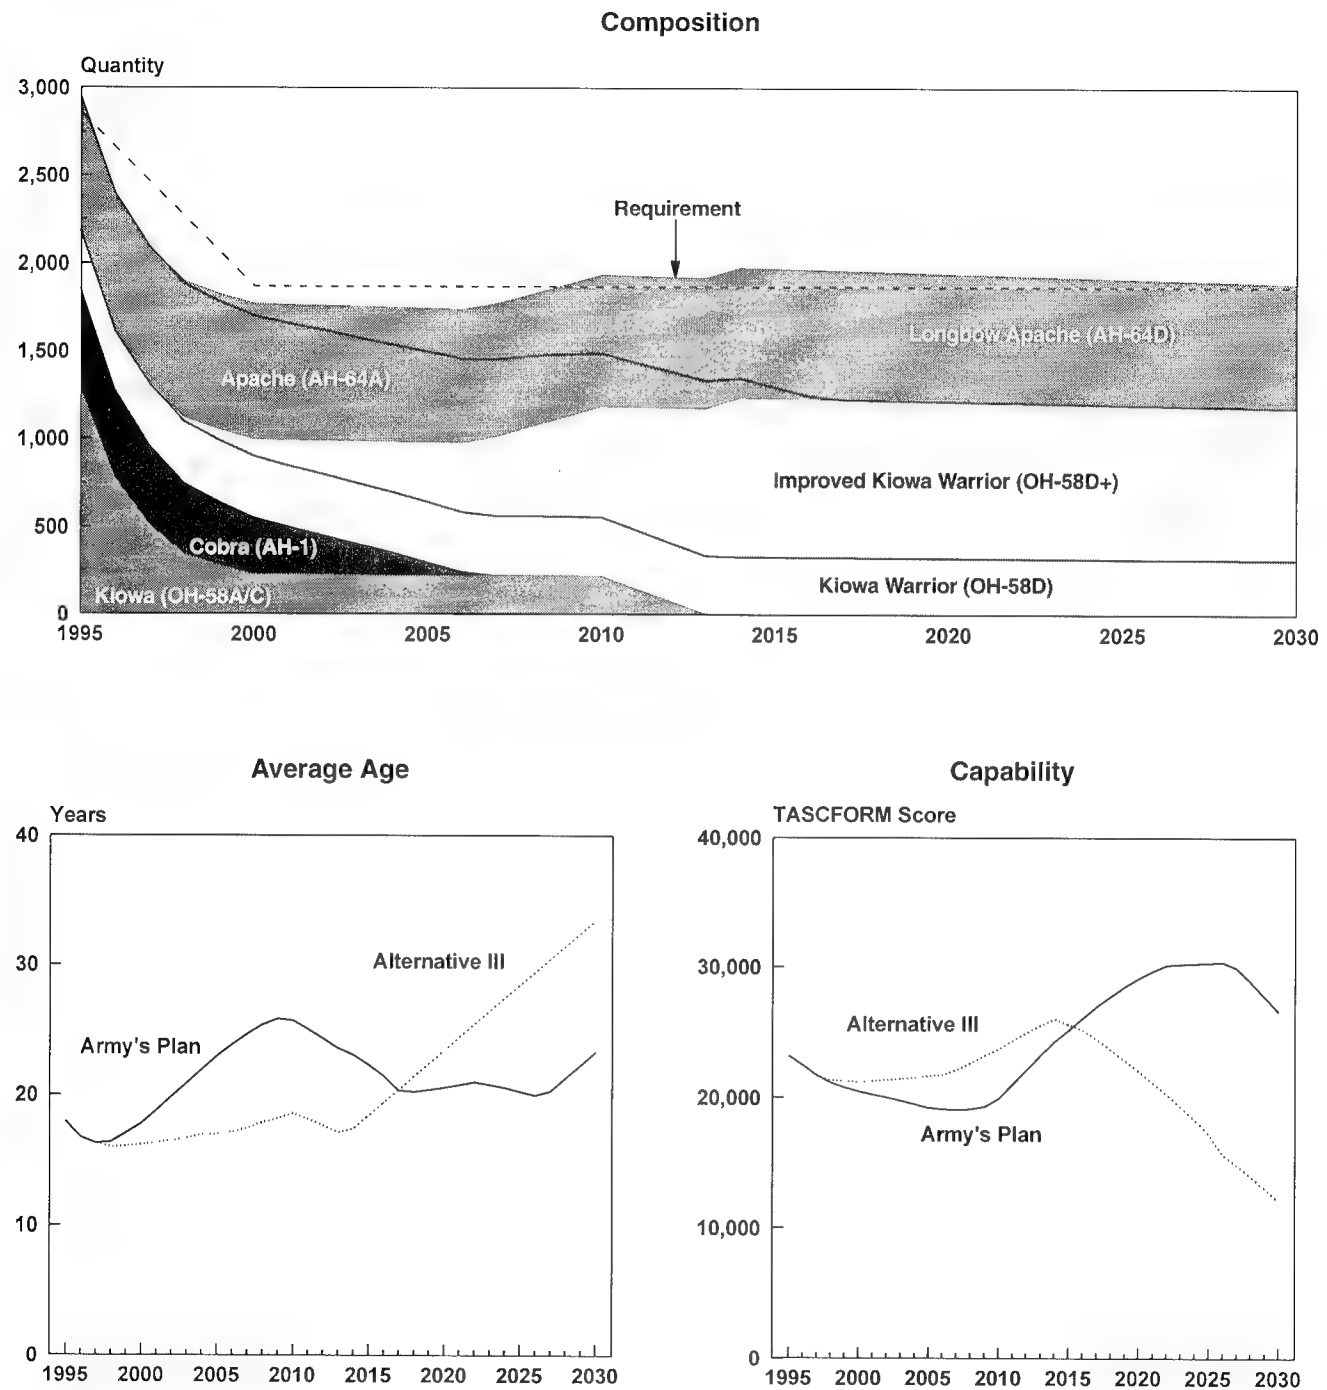 Composition
Quantity
3,000
2,500
2,000
1,500
1,000
500
0
Requirement
Longbow Apache (AH-64D)
Apache (AH-64A)
Improved Kiowa Warrior (OH-58D+)
Cobra (AH-1)
Kiowa Warrior (OH-58D)
Kiowa (OH-58A/C)
1995 2000 2005 2010 2015 2020 2025 2030
Average Age
Years
40
30
20
10
0
Alternative III
Army's Plan
1995 2000 2005 2010 2015 2020 2025 2030
Capability
TASCFORM Score
40,000
30,000
20,000
10,000
0
Alternative III
Army's Plan
1995 2000 2005 2010 2015 2020 2025 2030